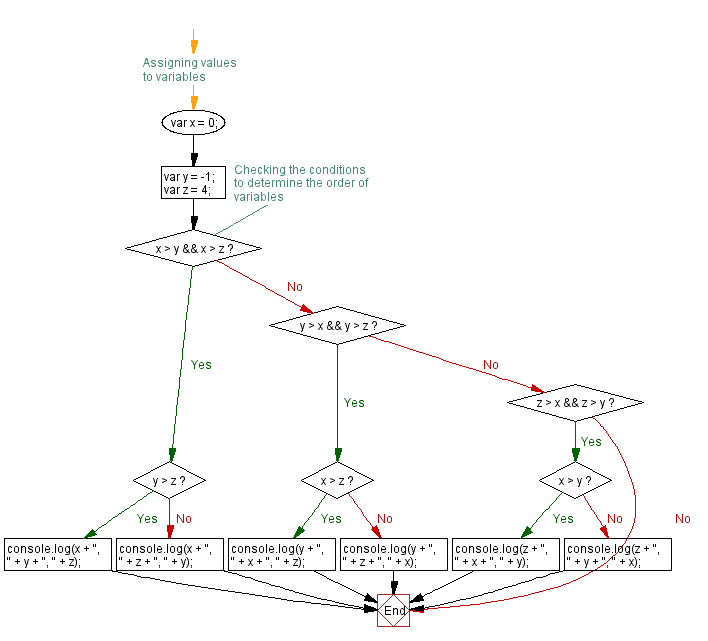 Assigning values
to variables
var x = 0;
var y = -1;
var z = 4;
Checking the conditions
to determine the order of
variables
x > y && x > z ?
No
y > x && y > z ?
Yes
No
Yes
z > x && z > y ?
Yes
y > z ?
x > z ?
x > y ?
Yes
No
Yes
No
Yes
No
No
console.log(x + ",
" + y + "," + z);
console.log(x + ",
" + z + "," + y);
console.log(y + ",
" + x + "," + z);
console.log(y + ",
" + z + "," + x);
console.log(z + ",
" + x + "," + y);
console.log(z + ",
" + y + "," + x);
End